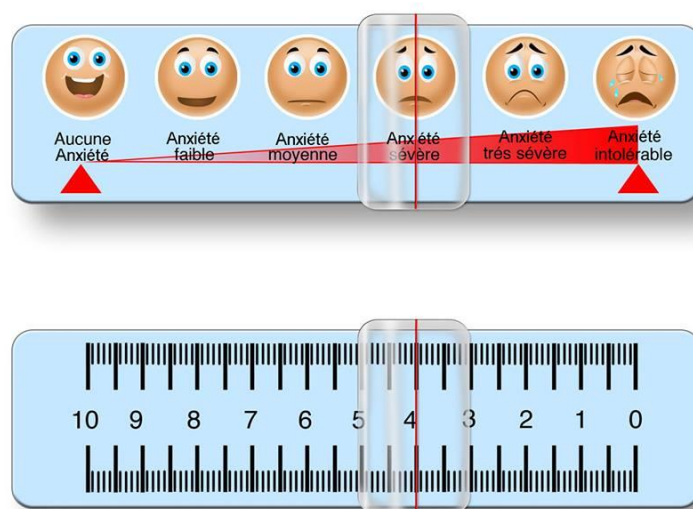 Aucune Anxiété
Anxiété faible
Anxiété moyenne
Anxiété sévère
Anxiété trés sévère
Anxiété intolérable
10 9 8 7 6 5 4 3 2 1 0